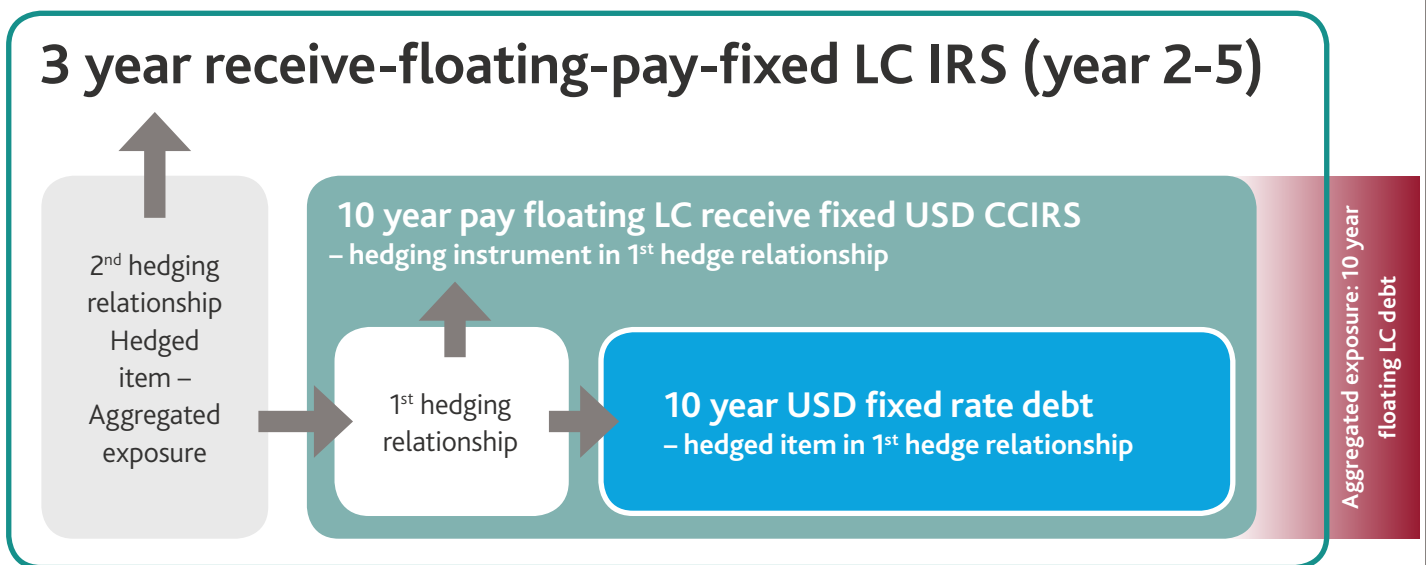 3 year receive-floating-pay-fixed LC IRS (year 2-5)
2nd hedging
relationship
Hedged
item –
Aggregated
exposure
10 year pay floating LC receive fixed USD CCIRS
– hedging instrument in 1st hedge relationship
1st hedging
relationship
10 year USD fixed rate debt
– hedged item in 1st hedge relationship
Aggregated exposure: 10 year
floating LC debt